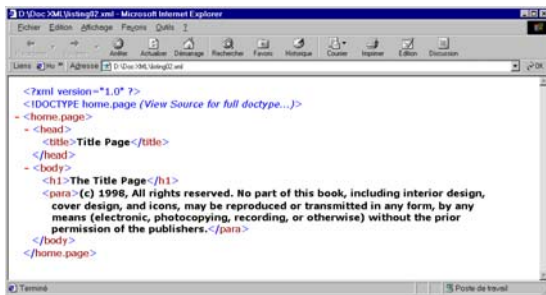 D:\Doc XML\listing02.xml - Microsoft Internet Explorer
Fichier Edition Affichage Favoris Outils ?
Arrêter Actualiser Démarrage Rechercher Favoris Historique Courrier Imprimer Edition Discussion
Liens Adresse D:\Doc XML\listing02.xml OK
<?xml version="1.0" ?>
<!DOCTYPE home.page (View Source for full doctype...)>
- <home.page>
- <head>
<title>Title Page</title>
</head>
- <body>
<h1>The Title Page</h1>
<para>(c) 1998, All rights reserved. No part of this book, including interior design,
cover design, and icons, may be reproduced or transmitted in any form, by any
means (electronic, photocopying, recording, or otherwise) without the prior
permission of the publishers.</para>
</body>
</home.page>
Terminé Poste de travail